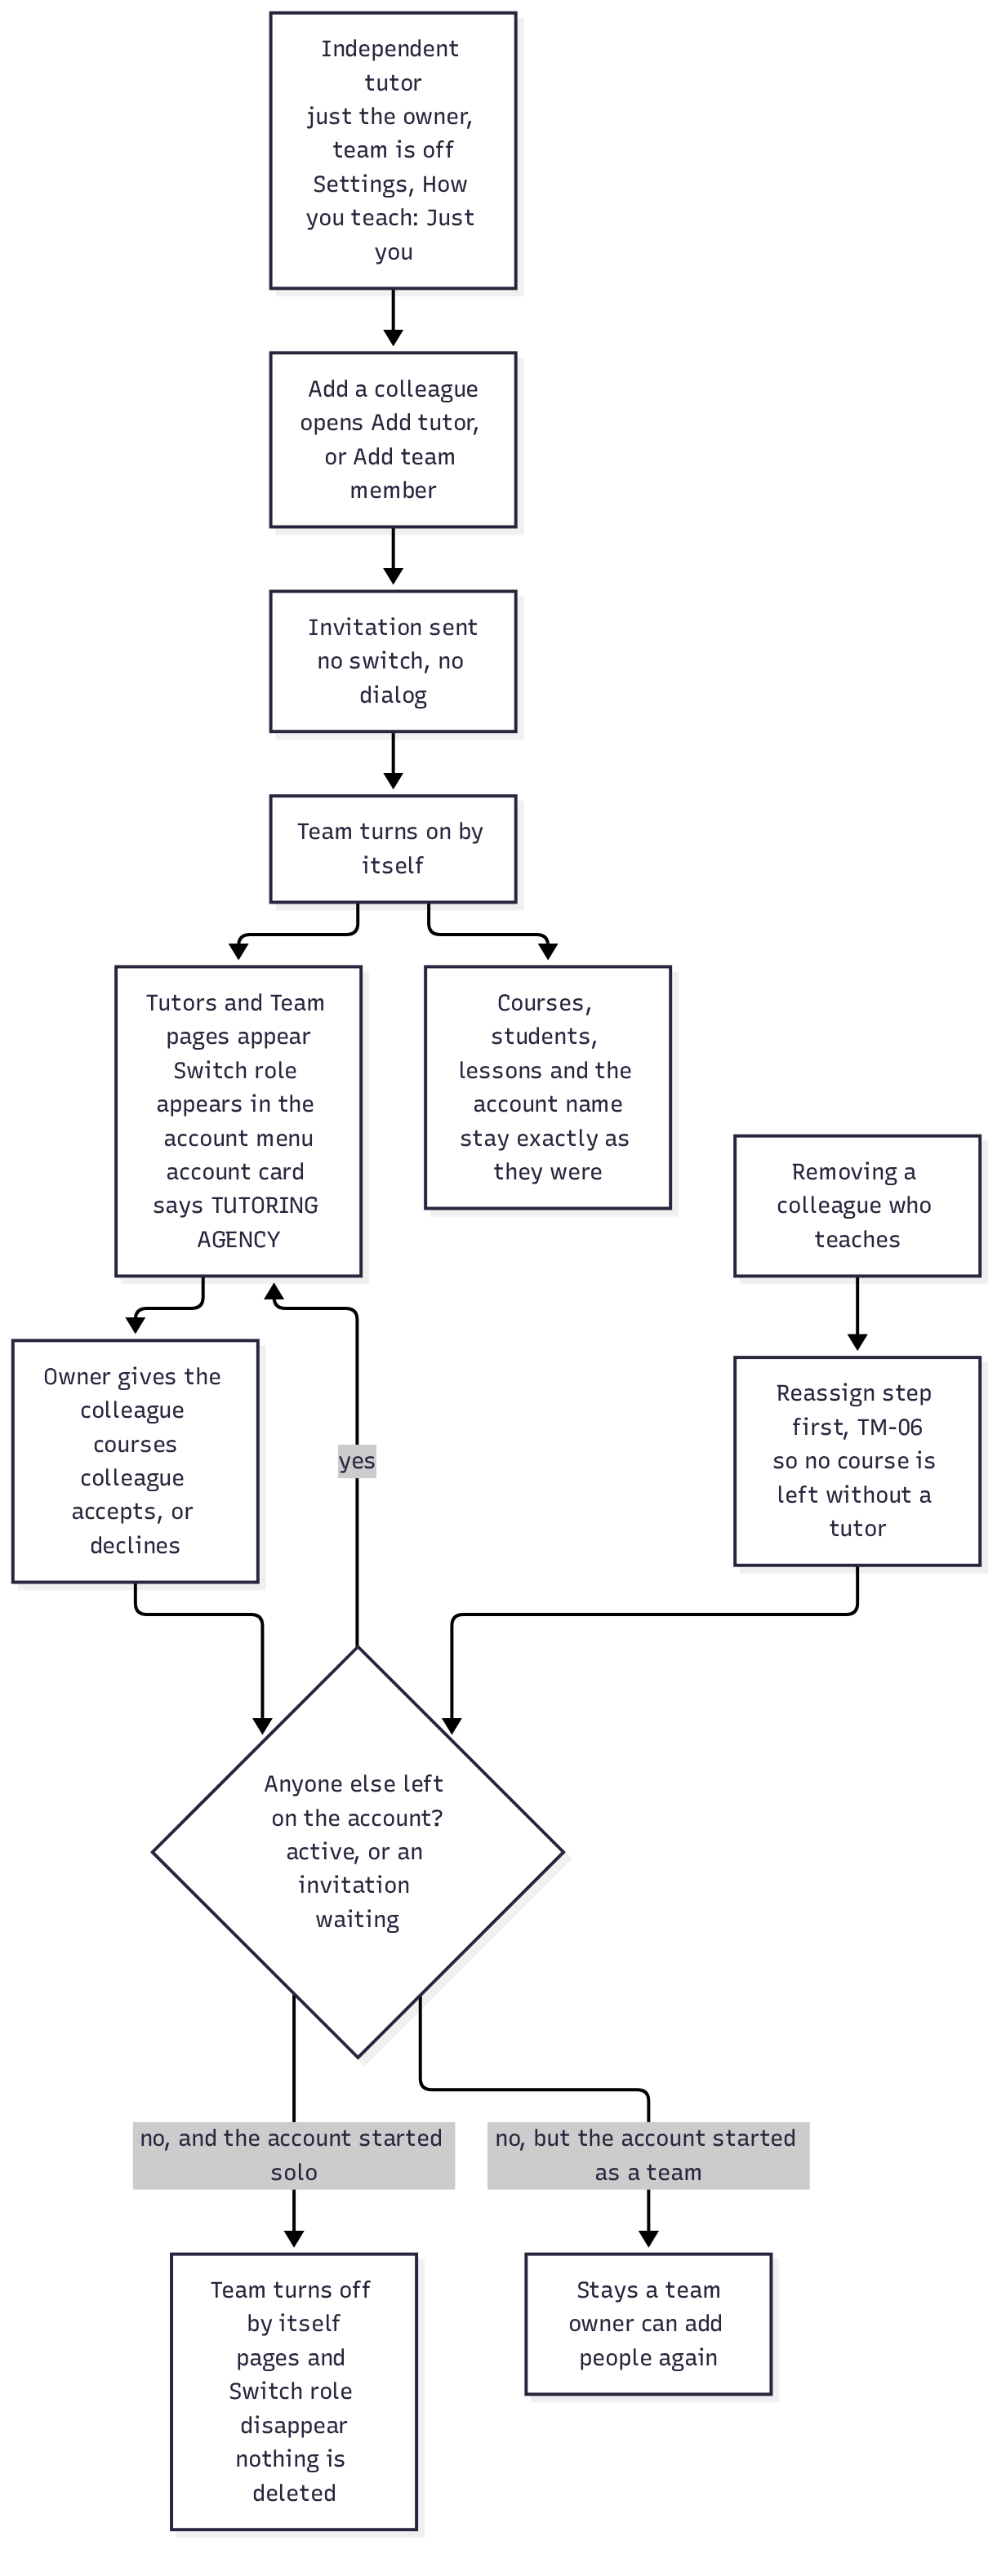 Independent
tutor
just the owner,
team is off
Settings, How
you teach: Just
you
Add a colleague
opens Add tutor,
or Add team
member
Invitation sent
no switch, no
dialog
Team turns on by
itself
Tutors and Team
pages appear
Switch role
appears in the
account menu
account card
says TUTORING
AGENCY
Courses,
students,
lessons and the
account name
stay exactly as
they were
Removing a
colleague who
teaches
Owner gives the
colleague
courses
colleague
accepts, or
declines
yes
Reassign step
first, TM-06
so no course is
left without a
tutor
Anyone else left
on the account?
active, or an
invitation
waiting
no, and the account started
solo
no, but the account started
as a team
Team turns off
by itself
pages and
Switch role
disappear
nothing is
deleted
Stays a team
owner can add
people again